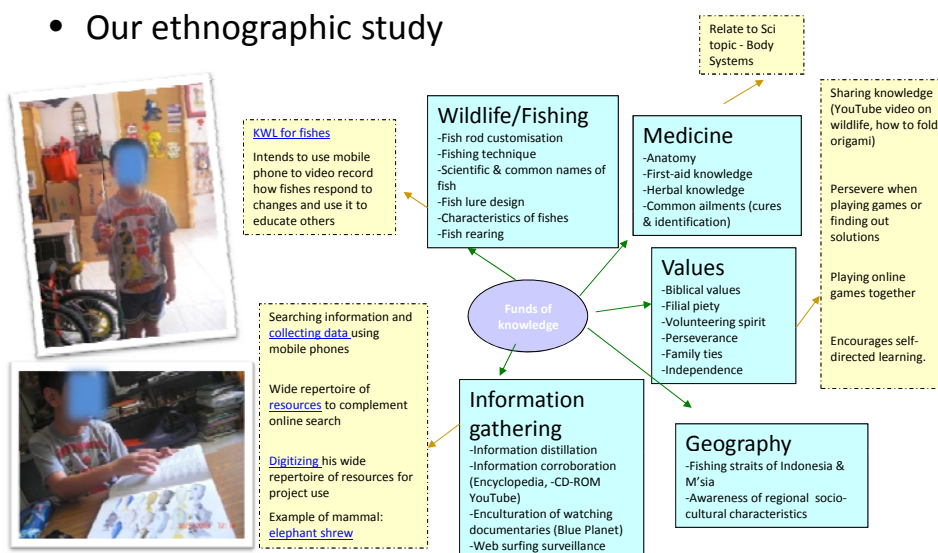 • Our ethnographic study
Relate to Sci
topic - Body
Systems
KWL for fishes
Intends to use mobile
phone to video record
how fishes respond to
changes and use it to
educate others
Wildlife/Fishing
-Fish rod customisation
-Fishing technique
-Scientific & common names of
fish
-Fish lure design
-Characteristics of fishes
-Fish rearing
Medicine
-Anatomy
-First-aid knowledge
-Herbal knowledge
-Common ailments (cures
& identification)
Sharing knowledge
(YouTube video on
wildlife, how to fold
origami)
Persevere when
playing games or
finding out
solutions
Playing online
games together
Encourages self-
directed learning.
Values
-Biblical values
-Filial piety
-Volunteering spirit
-Perseverance
-Family ties
-Independence
Funds of
knowledge
Searching information and
collecting data using
mobile phones
Wide repertoire of
resources to complement
online search
Digitizing his wide
repertoire of resources for
project use
Example of mammal:
elephant shrew
Information
gathering
-Information distillation
-Information corroboration
(Encyclopedia, -CD-ROM
YouTube)
-Enculturation of watching
documentaries (Blue Planet)
-Web surfing surveillance
Geography
-Fishing straits of Indonesia &
M'sia
-Awareness of regional socio-
cultural characteristics